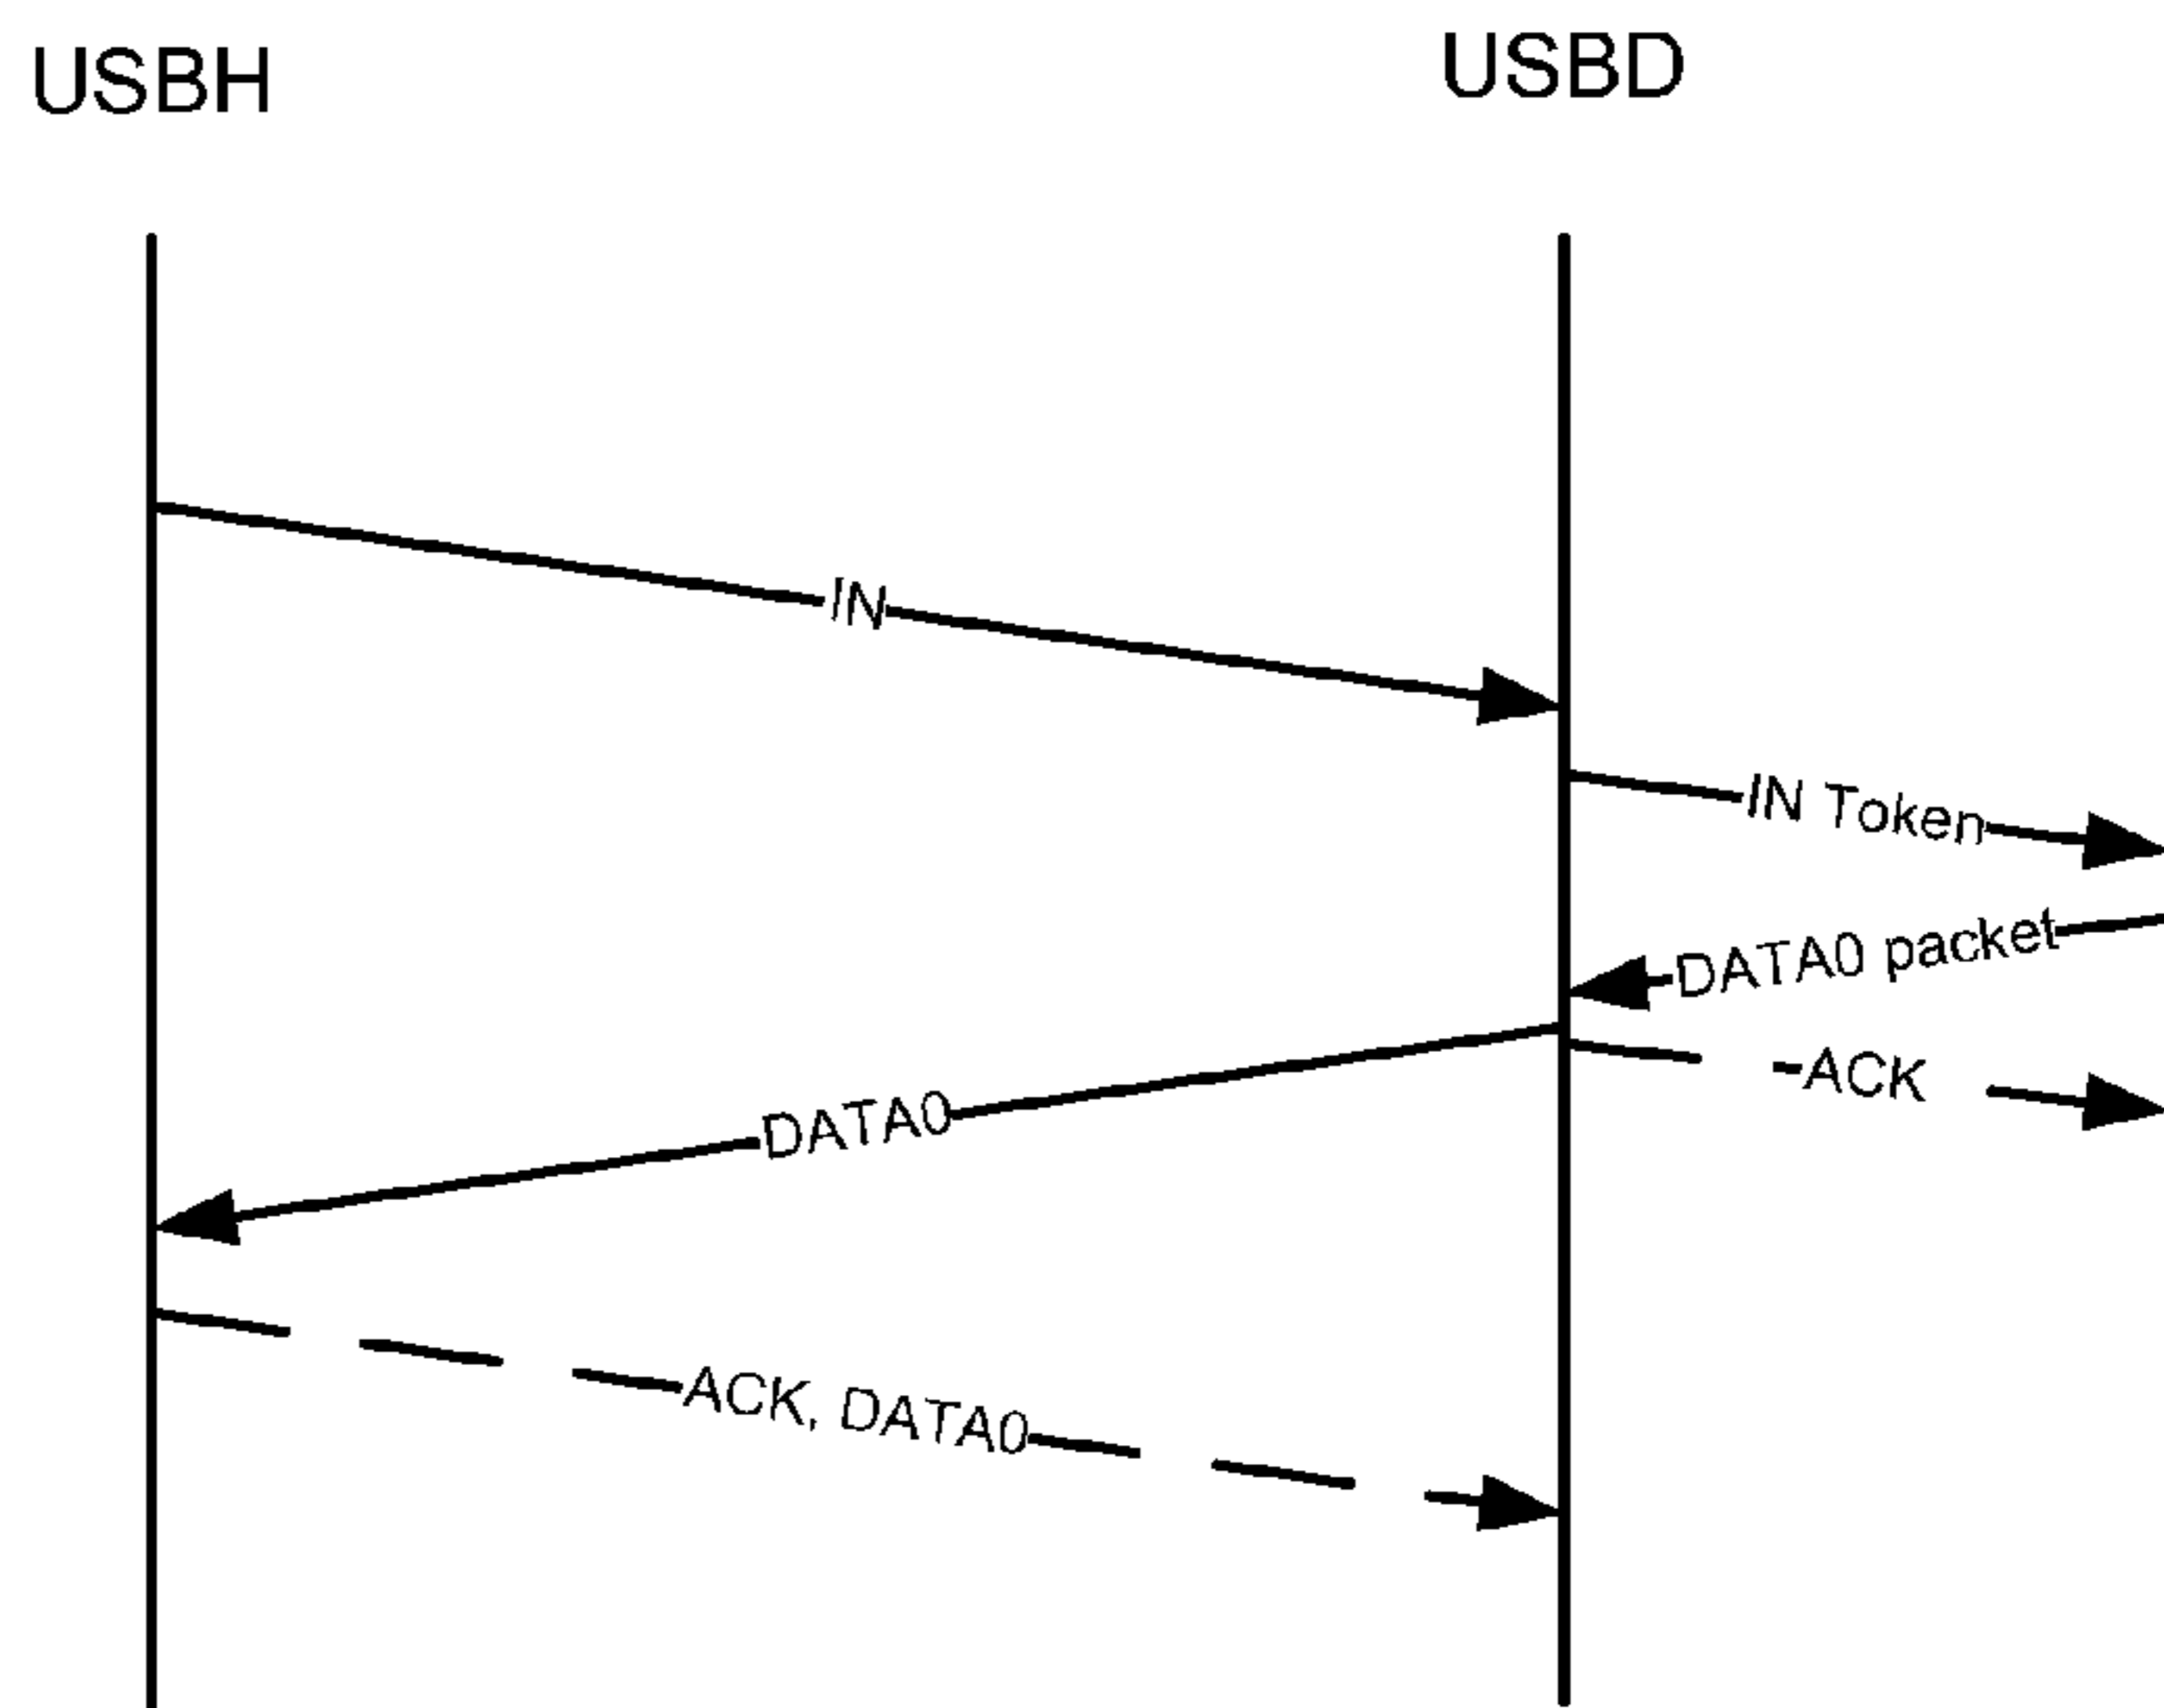 USBH
USBD
IN
IN Token
DATA0 packet
ACK
DATA0
ACK, DATA0